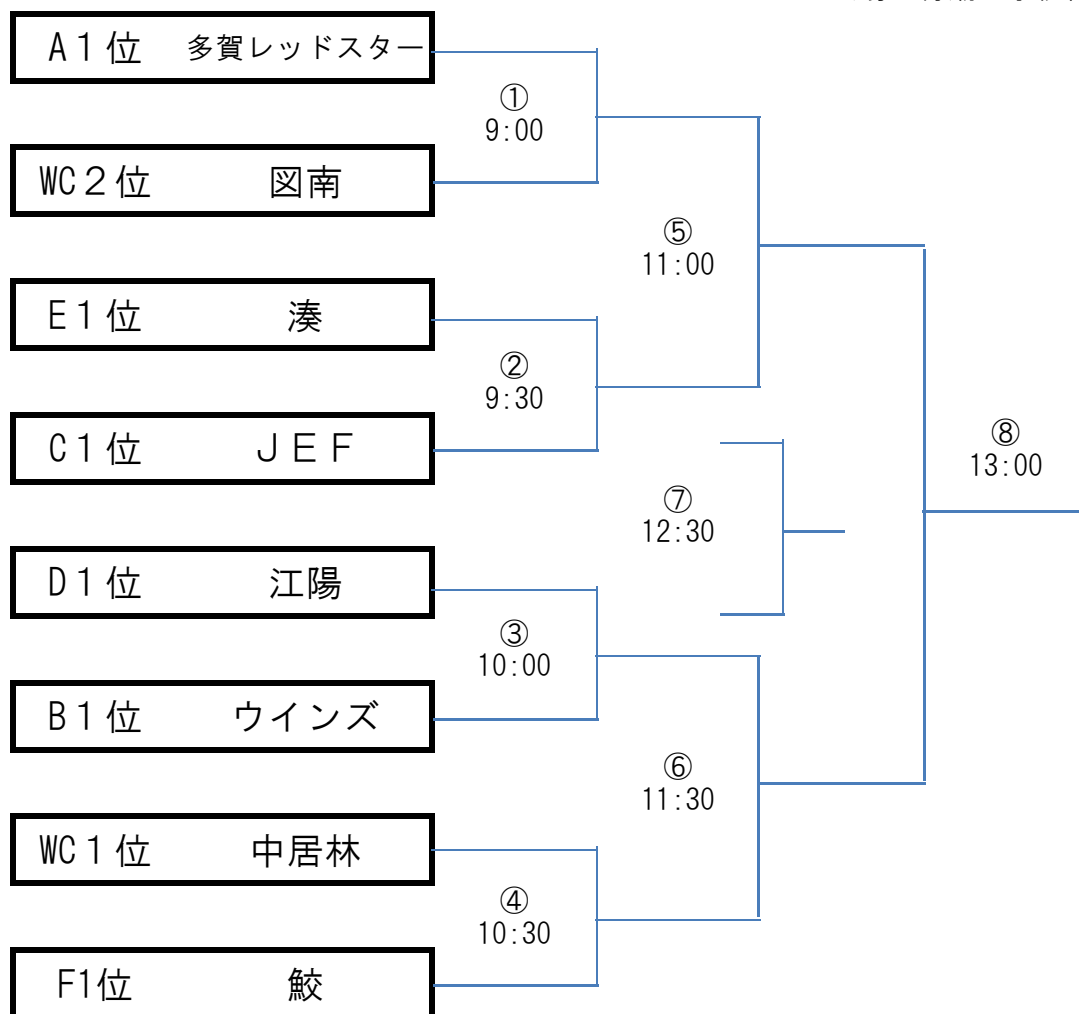 A１位 多賀レッドスター
①
9:00
WC２位 図南
⑤
11:00
E１位 湊
②
9:30
C１位 ＪＥＦ
⑧
13:00
⑦
12:30
D１位 江陽
③
10:00
B１位 ウインズ
⑥
11:30
WC１位 中居林
④
10:30
F1位 鮫